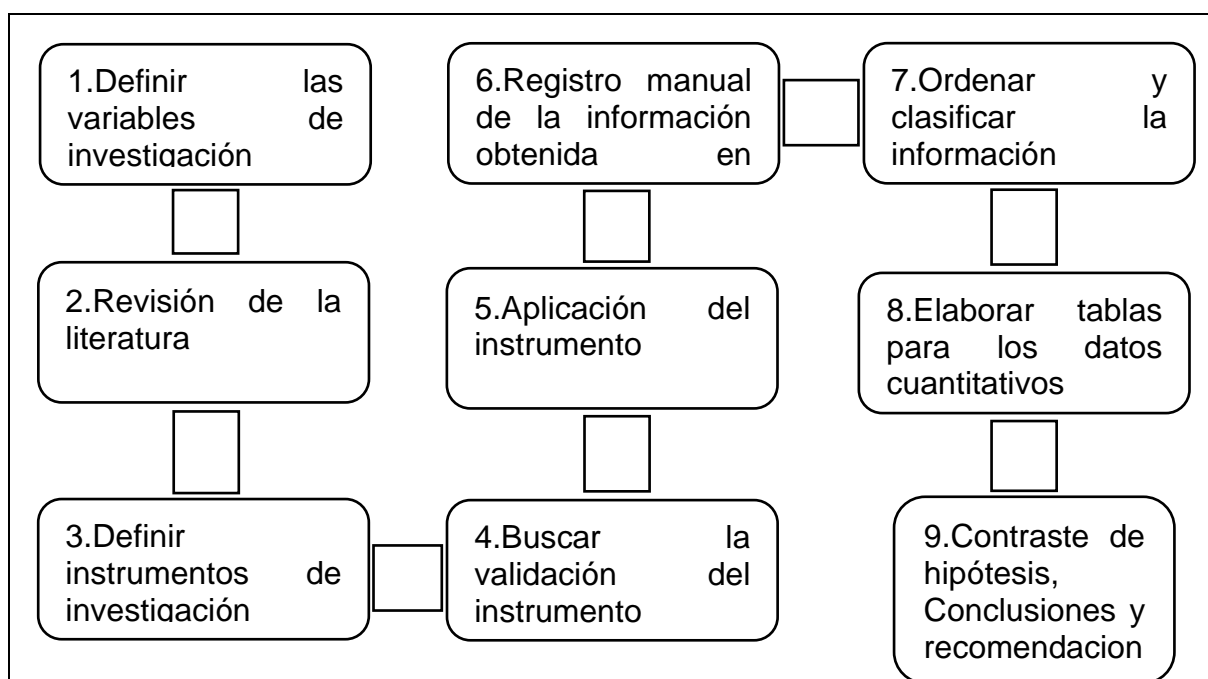 1.Definir las
variables de
investigación
2.Revisión de la
literatura
3.Definir
instrumentos de
investigación
4.Buscar la
validación del
instrumento
5.Aplicación del
instrumento
6.Registro manual
de la información
obtenida en
7.Ordenar y
clasificar la
información
8.Elaborar tablas
para los datos
cuantitativos
9.Contraste de
hipótesis,
Conclusiones y
recomendacion